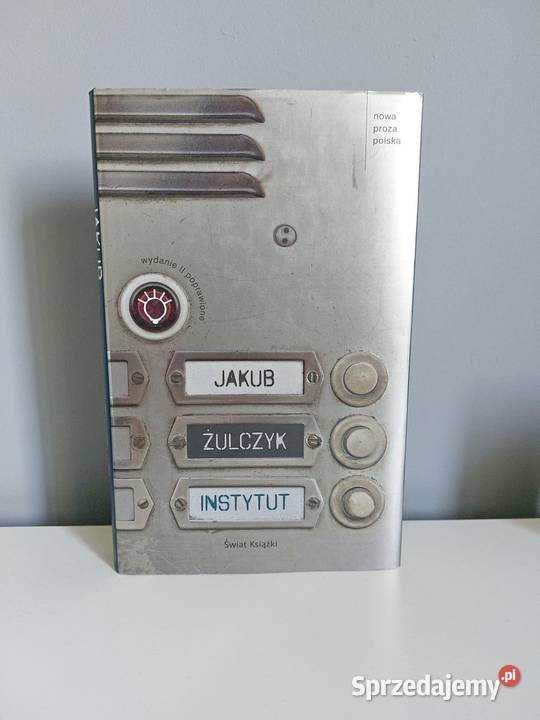 nowa
proza
polska
wydanie II poprawione
JAKUB
ŻULCZYK
INSTYTUT
Świat Książki
Sprzedajemy.pl